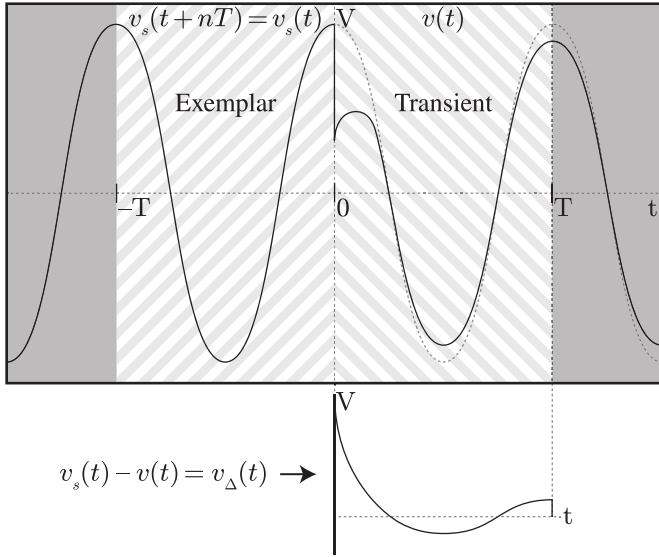 v_s(t+nT)=v_s(t) V v(t)
Exemplar Transient
–T 0 T t
V
v_s(t)−v(t)=v_Δ(t)
t